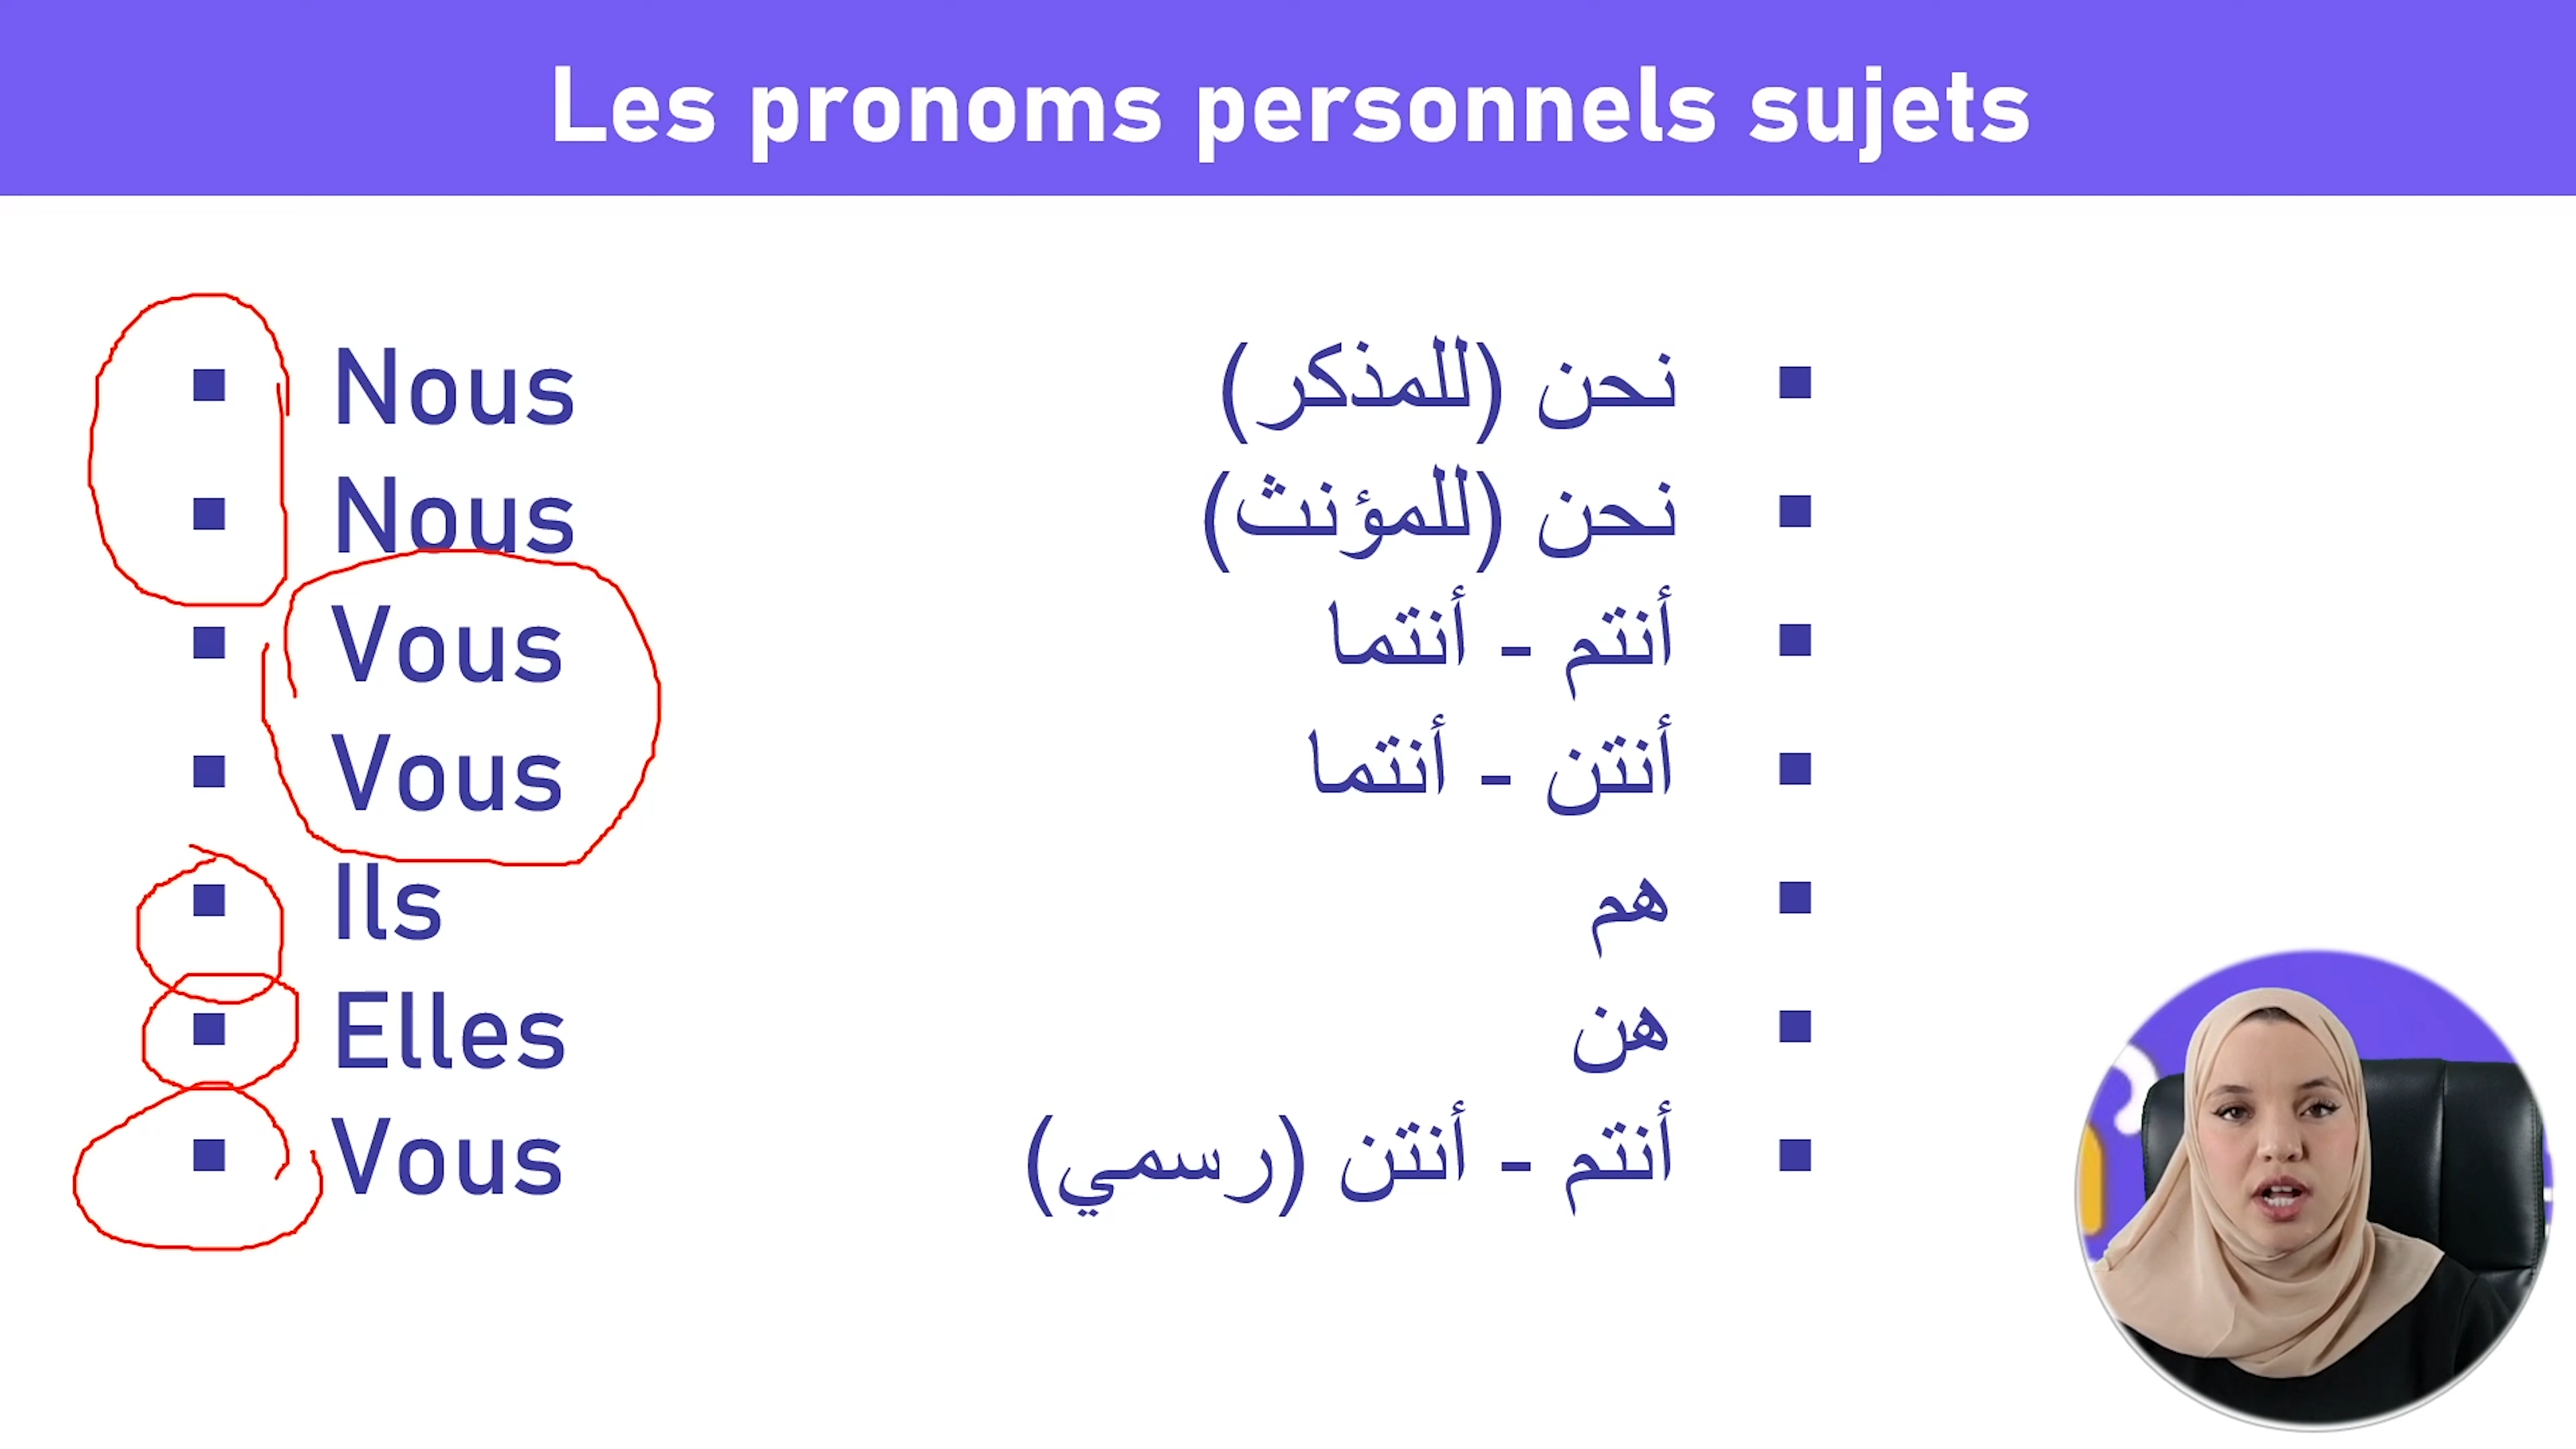 Les pronoms personnels sujets
Nous
نحن (للمذكر)
Nous
نحن (للمؤنث)
Vous
أنتم - أنتما
Vous
أنتن - أنتما
Ils
هم
Elles
هن
Vous
أنتم - أنتن (رسمي)